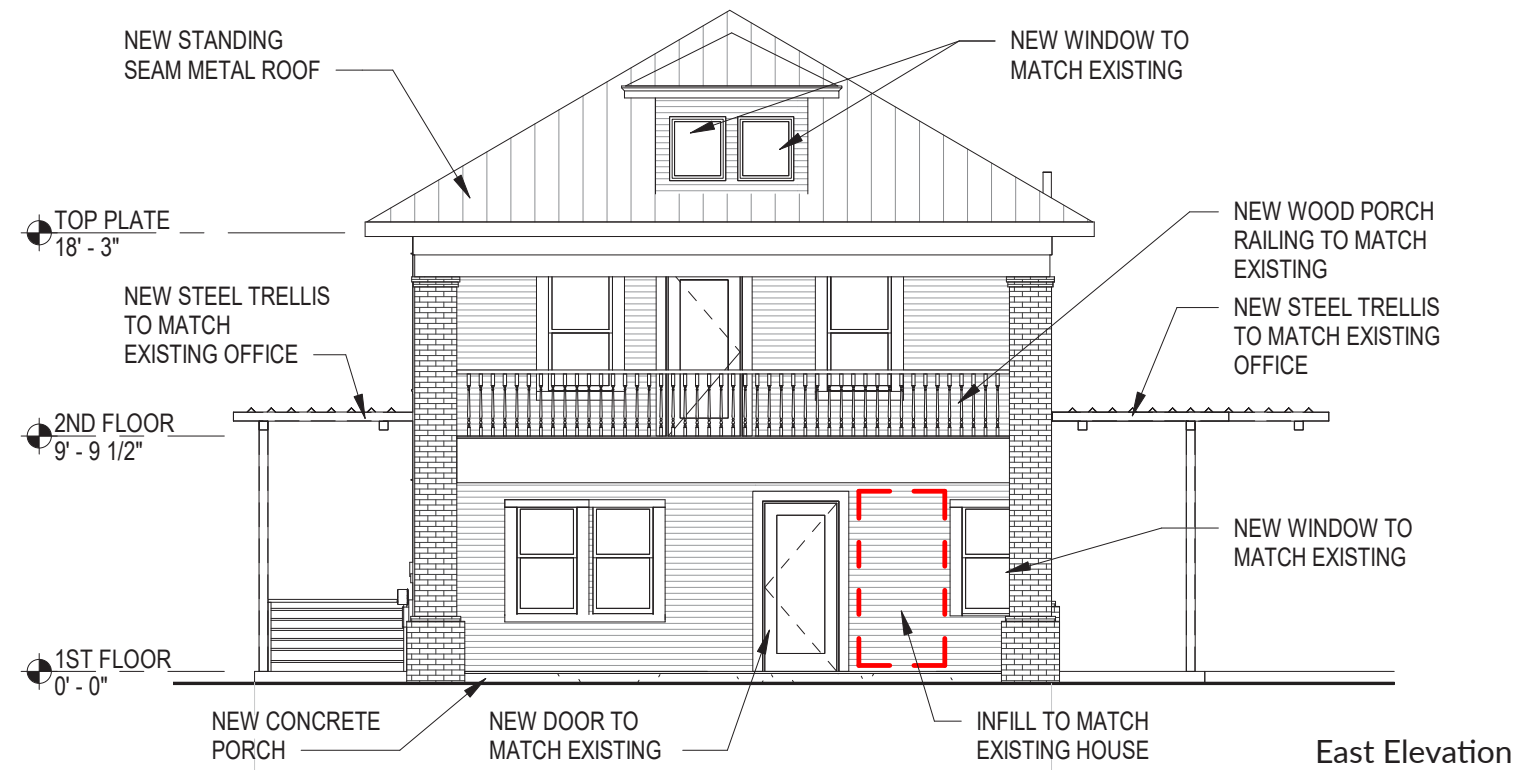 NEW STANDING
SEAM METAL ROOF
NEW WINDOW TO
MATCH EXISTING
TOP PLATE
18' - 3"
NEW WOOD PORCH
RAILING TO MATCH
EXISTING
NEW STEEL TRELLIS
TO MATCH
EXISTING OFFICE
NEW STEEL TRELLIS
TO MATCH EXISTING
OFFICE
2ND FLOOR
9' - 9 1/2"
NEW WINDOW TO
MATCH EXISTING
1ST FLOOR
0' - 0"
NEW CONCRETE
PORCH
NEW DOOR TO
MATCH EXISTING
INFILL TO MATCH
EXISTING HOUSE
East Elevation